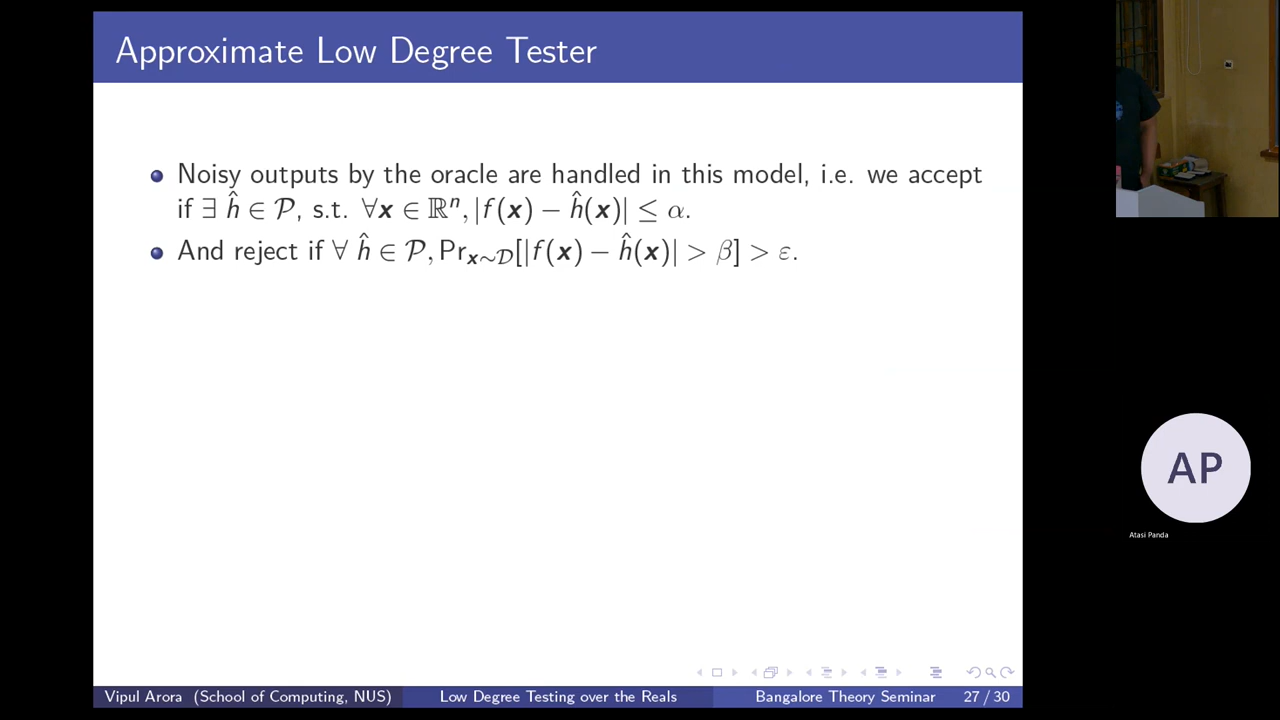 Approximate Low Degree Tester
Noisy outputs by the oracle are handled in this model, i.e. we accept
if ∃ ĥ ∈ 𝒫, s.t. ∀𝒙 ∈ ℝⁿ, |f(𝒙) − ĥ(𝒙)| ≤ α.
And reject if ∀ ĥ ∈ 𝒫, Pr𝒙∼𝒟[|f(𝒙) − ĥ(𝒙)| > β] > ε.
AP
Atasi Panda
Vipul Arora (School of Computing, NUS) Low Degree Testing over the Reals Bangalore Theory Seminar 27 / 30